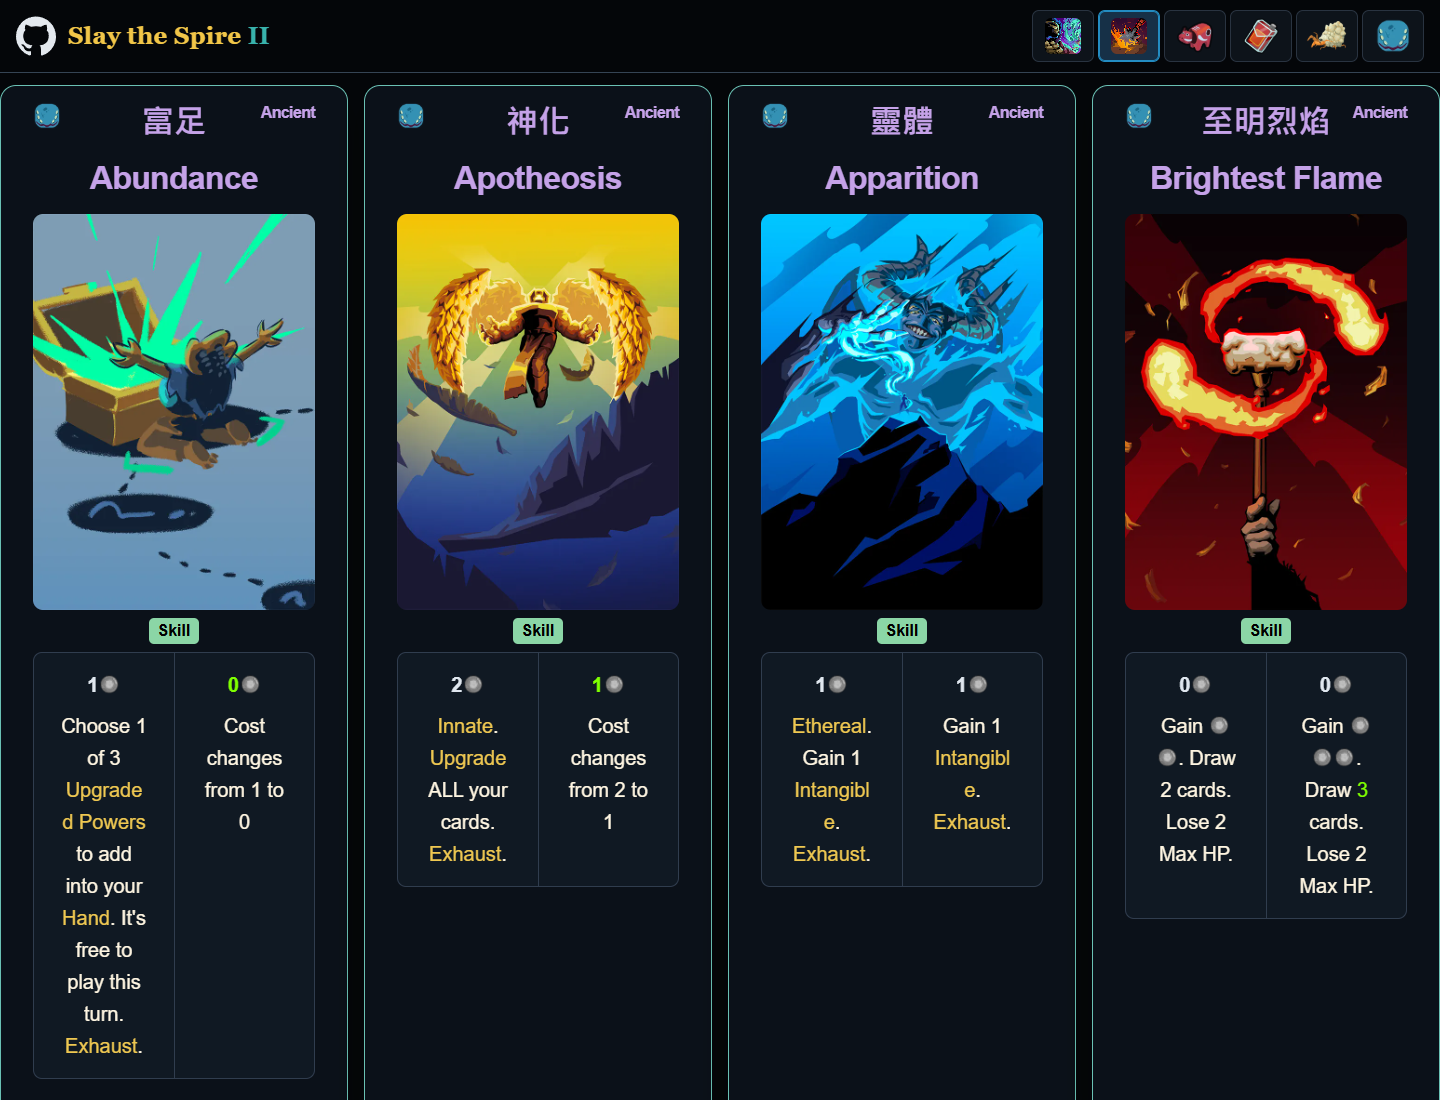 Slay the Spire II
富足
Ancient
Abundance
Skill
1
Choose 1
of 3
Upgrade
d Powers
to add
into your
Hand. It's
free to
play this
turn.
Exhaust.
0
Cost
changes
from 1 to
0
神化
Ancient
Apotheosis
Skill
2
Innate.
Upgrade
ALL your
cards.
Exhaust.
1
Cost
changes
from 2 to
1
靈體
Ancient
Apparition
Skill
1
Ethereal.
Gain 1
Intangibl
e.
Exhaust.
1
Gain 1
Intangibl
e.
Exhaust.
至明烈焰
Ancient
Brightest Flame
Skill
0
Gain
. Draw
2 cards.
Lose 2
Max HP.
0
Gain
.
Draw 3
cards.
Lose 2
Max HP.